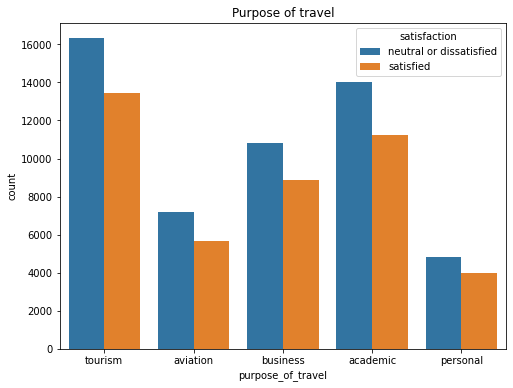 Purpose of travel
satisfaction
neutral or dissatisfied
satisfied
16000
14000
12000
10000
8000
6000
4000
2000
0
count
tourism aviation business academic personal
purpose_of_travel